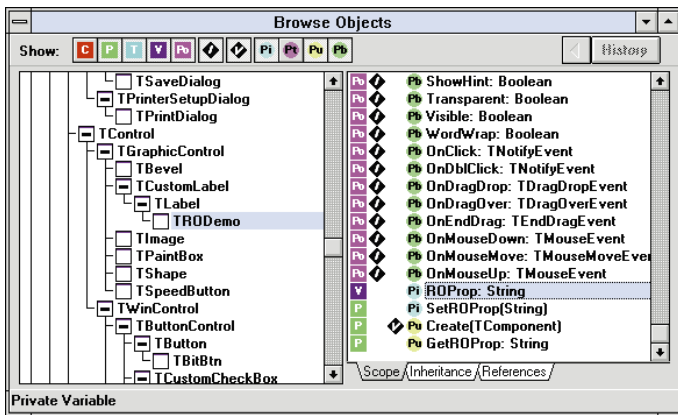 Browse Objects
Show: C P T V Po Pi Pt Pu Pb History
TSaveDialog
TPrinterSetupDialog
TPrintDialog
TControl
TGraphicControl
TBevel
TCustomLabel
TLabel
TRODemo
TImage
TPaintBox
TShape
TSpeedButton
TWinControl
TButtonControl
TButton
TBitBtn
TCustomCheckBox
Po Pb ShowHint: Boolean
Po Pb Transparent: Boolean
Po Pb Visible: Boolean
Po Pb WordWrap: Boolean
Po Pb OnClick: TNotifyEvent
Po Pb OnDblClick: TNotifyEvent
Po Pb OnDragDrop: TDragDropEvent
Po Pb OnDragOver: TDragOverEvent
Po Pb OnEndDrag: TEndDragEvent
Po Pb OnMouseDown: TMouseEvent
Po Pb OnMouseMove: TMouseMoveEver
Po Pb OnMouseUp: TMouseEvent
V Pi ROProp: String
P Pi SetROProp(String)
P Pu Create(TComponent)
P Pu GetROProp: String
Scope Inheritance References
Private Variable